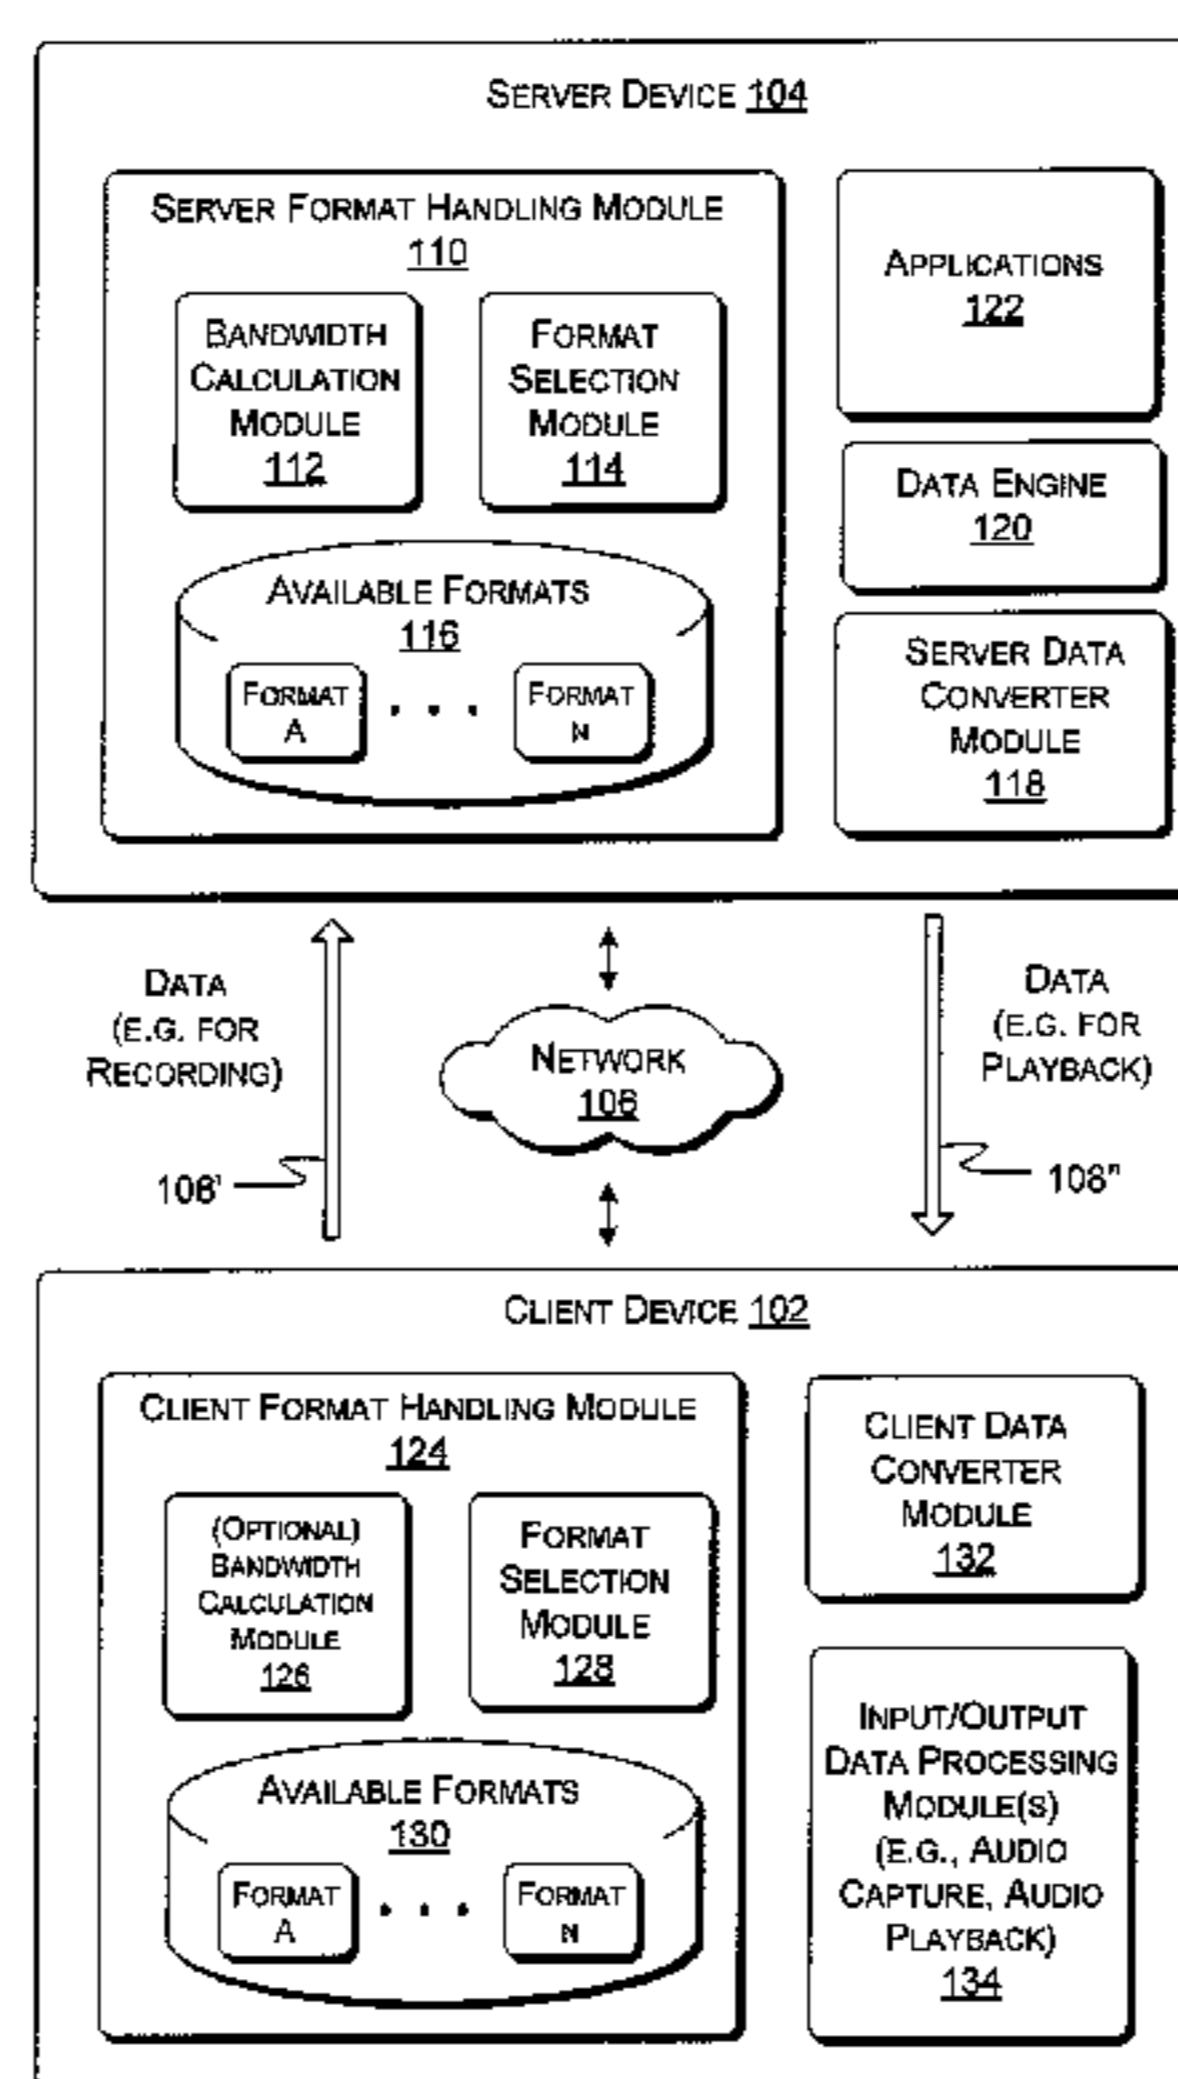 SERVER DEVICE 104
SERVER FORMAT HANDLING MODULE
110
BANDWIDTH
CALCULATION
MODULE
112
FORMAT
SELECTION
MODULE
114
AVAILABLE FORMATS
116
FORMAT
A
• • •
FORMAT
N
APPLICATIONS
122
DATA ENGINE
120
SERVER DATA
CONVERTER
MODULE
118
DATA
(E.G. FOR
RECORDING)
108'
NETWORK
106
DATA
(E.G. FOR
PLAYBACK)
108"
CLIENT DEVICE 102
CLIENT FORMAT HANDLING MODULE
124
(OPTIONAL)
BANDWIDTH
CALCULATION
MODULE
126
FORMAT
SELECTION
MODULE
128
AVAILABLE FORMATS
130
FORMAT
A
• • •
FORMAT
N
CLIENT DATA
CONVERTER
MODULE
132
INPUT/OUTPUT
DATA PROCESSING
MODULE(S)
(E.G., AUDIO
CAPTURE, AUDIO
PLAYBACK)
134